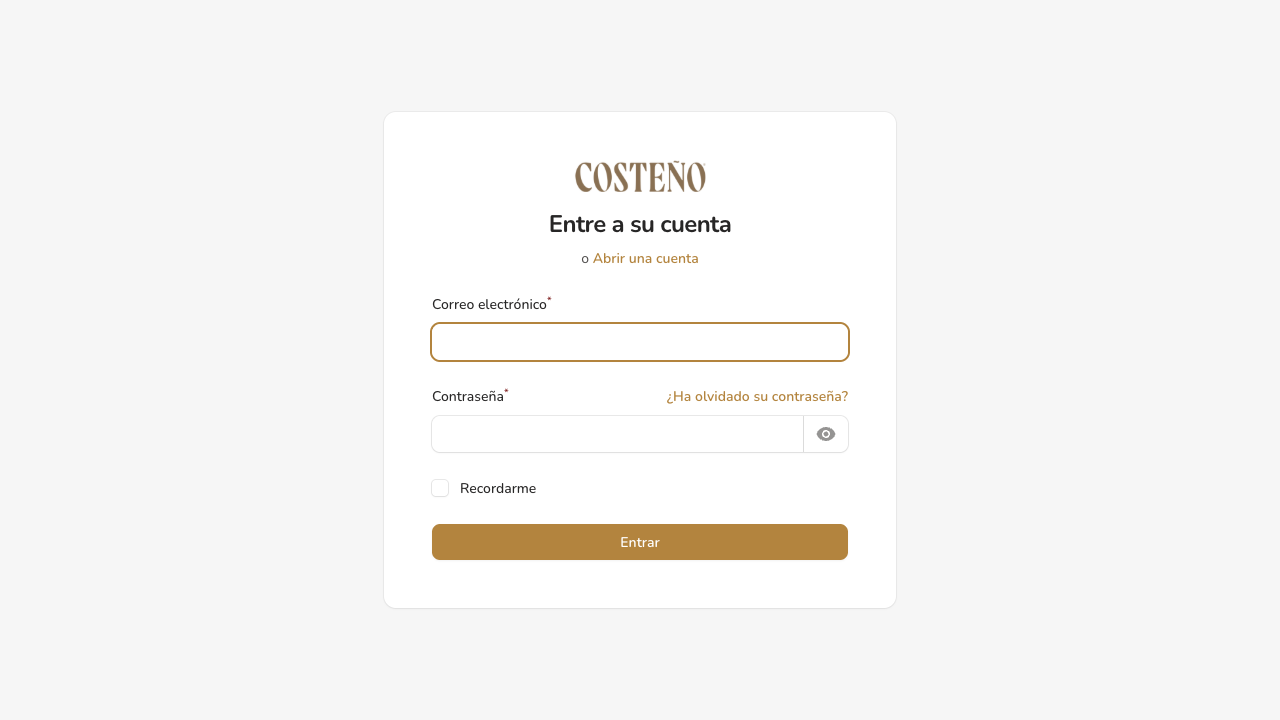 COSTEÑO
Entre a su cuenta
o Abrir una cuenta
Correo electrónico*
Contraseña*
¿Ha olvidado su contraseña?
Recordarme
Entrar